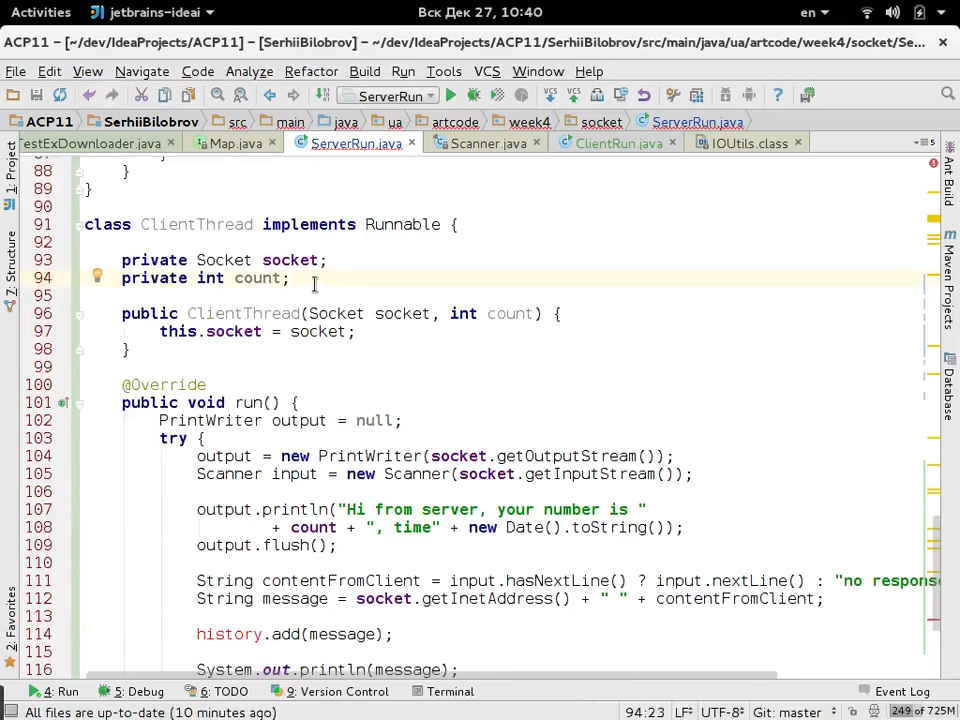 Activities jetbrains-ideai Вск Дек 27, 10:40 en
ACP11 – [~/dev/IdeaProjects/ACP11] – [SerhiiBilobrov] – ~/dev/IdeaProjects/ACP11/SerhiiBilobrov/src/main/java/ua/artcode/week4/socket/Se...
File Edit View Navigate Code Analyze Refactor Build Run Tools VCS Window Help
ServerRun
ACP11 SerhiiBilobrov src main java ua artcode week4 socket ServerRun
TestExDownloader.java Map.java ServerRun.java Scanner.java ClientRun.java IOUtils.class
88 }
89 }
90
91 class ClientThread implements Runnable {
92
93 private Socket socket;
94 private int count;
95
96 public ClientThread(Socket socket, int count) {
97 this.socket = socket;
98 }
99
100 @Override
101 public void run() {
102 PrintWriter output = null;
103 try {
104 output = new PrintWriter(socket.getOutputStream());
105 Scanner input = new Scanner(socket.getInputStream());
106
107 output.println("Hi from server, your number is "
108 + count + ", time" + new Date().toString());
109 output.flush();
110
111 String contentFromClient = input.hasNextLine() ? input.nextLine() : "no respons
112 String message = socket.getInetAddress() + " " + contentFromClient;
113
114 history.add(message);
115
116 System.out.println(message);
1: Project
7: Structure
2: Favorites
Ant Build
Maven Projects
Database
4: Run 5: Debug 6: TODO 9: Version Control Terminal Event Log
All files are up-to-date (10 minutes ago) 94:23 LF UTF-8 249 of 725M